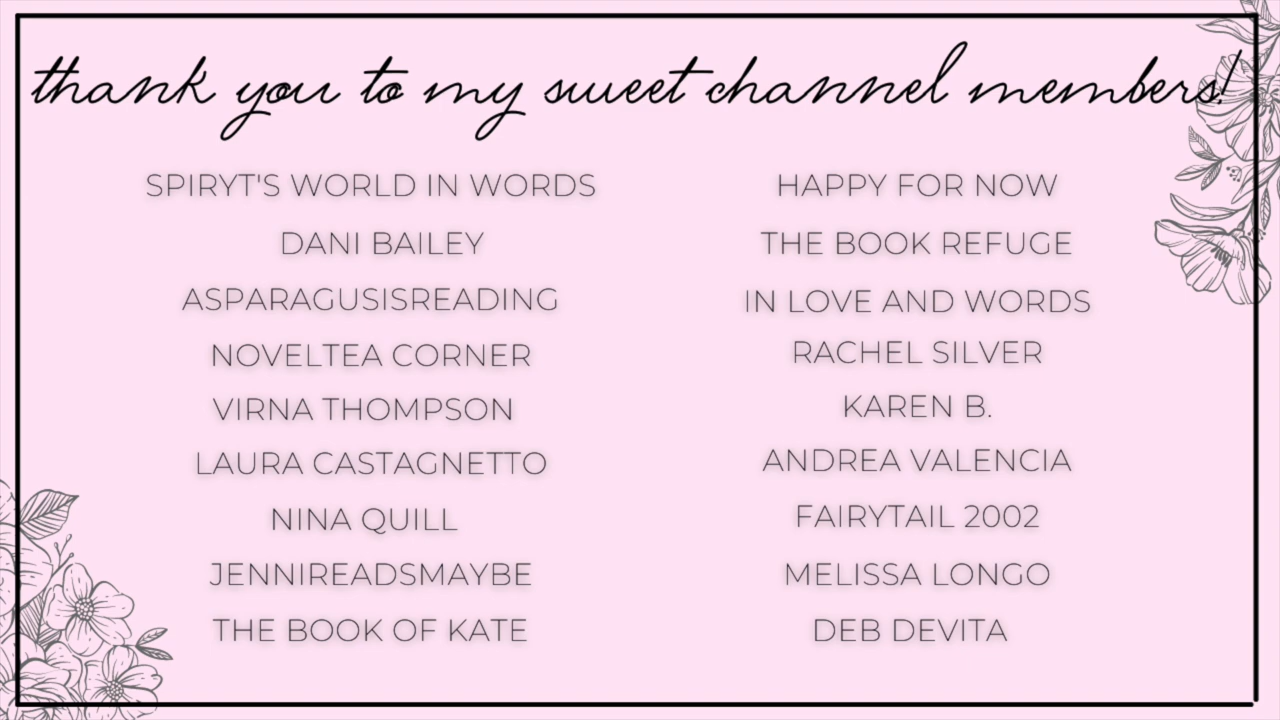 thank you to my sweet channel members!
SPIRYT'S WORLD IN WORDS
DANI BAILEY
ASPARAGUSISREADING
NOVELTEA CORNER
VIRNA THOMPSON
LAURA CASTAGNETTO
NINA QUILL
JENNIREADSMAYBE
THE BOOK OF KATE
HAPPY FOR NOW
THE BOOK REFUGE
IN LOVE AND WORDS
RACHEL SILVER
KAREN B.
ANDREA VALENCIA
FAIRYTAIL 2002
MELISSA LONGO
DEB DEVITA